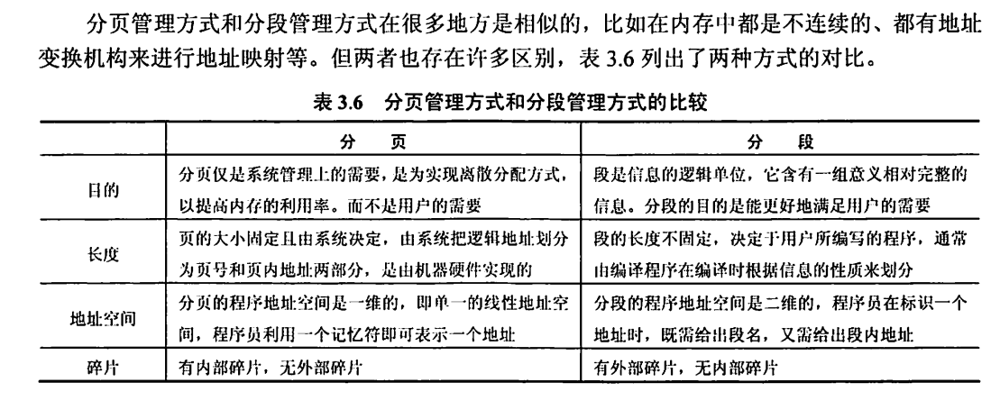 分页管理方式和分段管理方式在很多地方是相似的，比如在内存中都是不连续的、都有地址
变换机构来进行地址映射等。但两者也存在许多区别，表 3.6 列出了两种方式的对比。
表 3.6 分页管理方式和分段管理方式的比较
分 页
分 段
目的
分页仅是系统管理上的需要，是为实现离散分配方式，
以提高内存的利用率。而不是用户的需要
段是信息的逻辑单位，它含有一组意义相对完整的
信息。分段的目的是能更好地满足用户的需要
长度
页的大小固定且由系统决定，由系统把逻辑地址划分
为页号和页内地址两部分，是由机器硬件实现的
段的长度不固定，决定于用户所编写的程序，通常
由编译程序在编译时根据信息的性质来划分
地址空间
分页的程序地址空间是一维的，即单一的线性地址空
间，程序员利用一个记忆符即可表示一个地址
分段的程序地址空间是二维的，程序员在标识一个
地址时，既需给出段名，又需给出段内地址
碎片
有内部碎片，无外部碎片
有外部碎片，无内部碎片